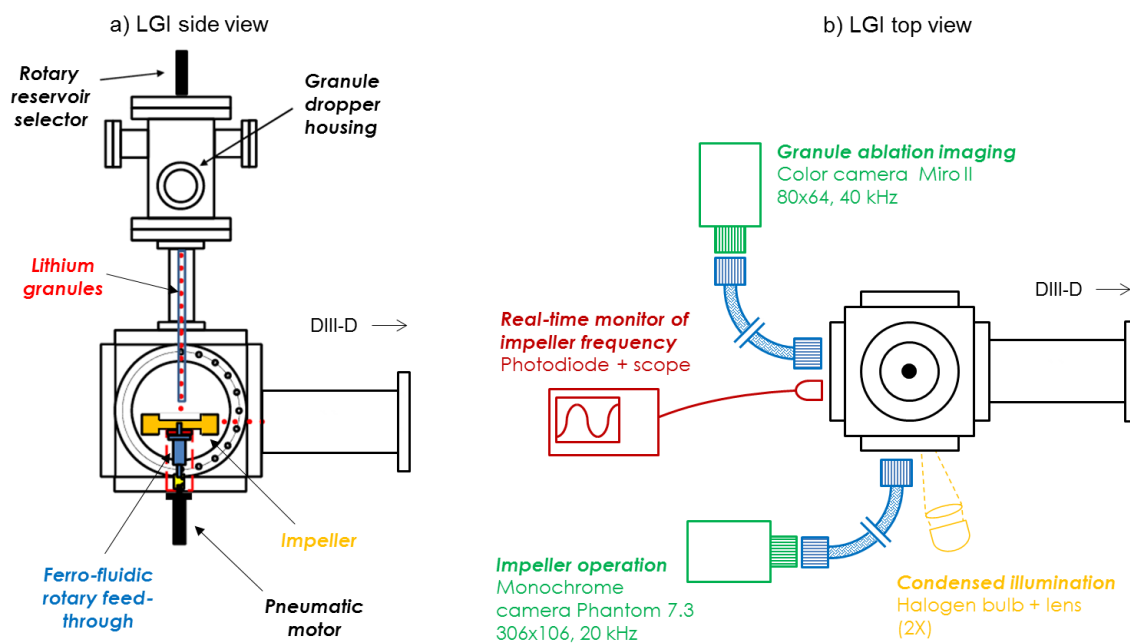 a) LGI side view
Rotary
reservoir
selector
Granule
dropper
housing
Lithium
granules
DIII-D
Impeller
Ferro-fluidic
rotary feed-
through
Pneumatic
motor
b) LGI top view
Granule ablation imaging
Color camera Miro II
80x64, 40 kHz
DIII-D
Real-time monitor of
impeller frequency
Photodiode + scope
Impeller operation
Monochrome
camera Phantom 7.3
306x106, 20 kHz
Condensed illumination
Halogen bulb + lens
(2X)